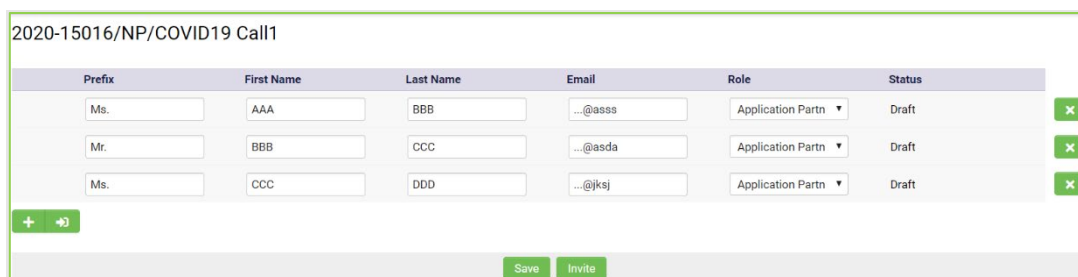 2020-15016/NP/COVID19 Call1
Prefix First Name Last Name Email Role Status
Ms. AAA BBB ...@asss Application Partn Draft
Mr. BBB CCC ...@asda Application Partn Draft
Ms. CCC DDD ...@jksj Application Partn Draft
Save Invite